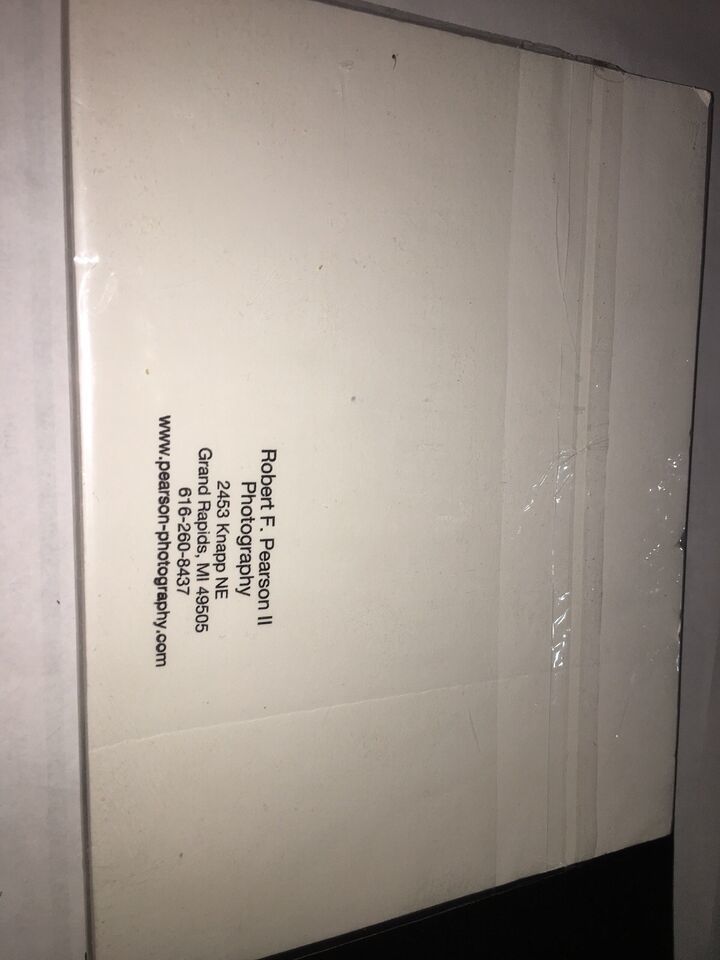 Robert F. Pearson II
Photography
2453 Knapp NE
Grand Rapids, MI 49505
616-260-8437
www.pearson-photography.com